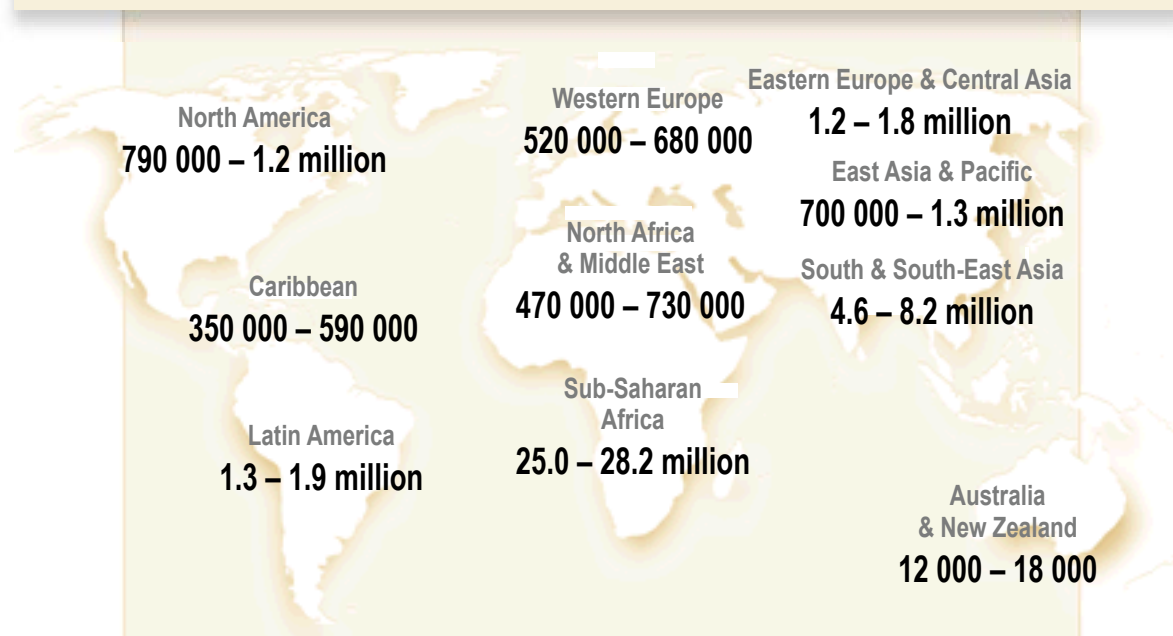 North America
790 000 – 1.2 million
Western Europe
520 000 – 680 000
Eastern Europe & Central Asia
1.2 – 1.8 million
East Asia & Pacific
700 000 – 1.3 million
North Africa
& Middle East
470 000 – 730 000
South & South-East Asia
4.6 – 8.2 million
Caribbean
350 000 – 590 000
Sub-Saharan
Africa
25.0 – 28.2 million
Latin America
1.3 – 1.9 million
Australia
& New Zealand
12 000 – 18 000